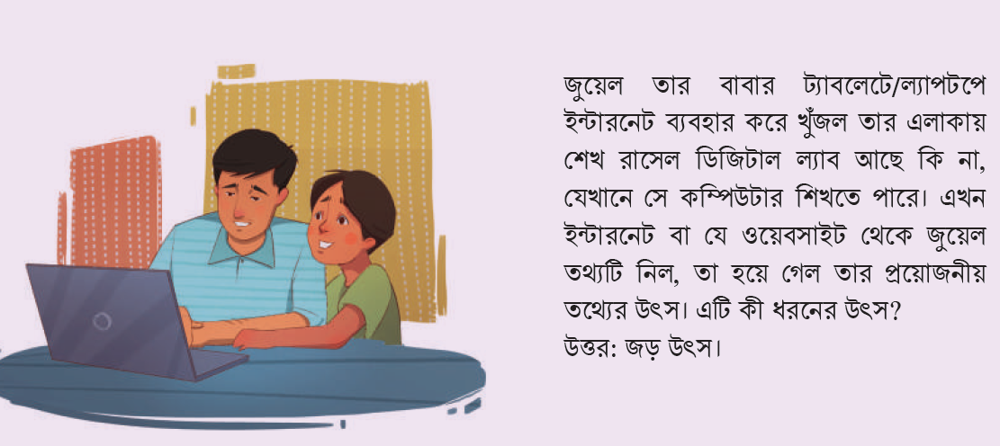 জুয়েল তার বাবার ট্যাবলেটে/ল্যাপটপে
ইন্টারনেট ব্যবহার করে খুঁজল তার এলাকায়
শেখ রাসেল ডিজিটাল ল্যাব আছে কি না,
যেখানে সে কম্পিউটার শিখতে পারে। এখন
ইন্টারনেট বা যে ওয়েবসাইট থেকে জুয়েল
তথ্যটি নিল, তা হয়ে গেল তার প্রয়োজনীয়
তথ্যের উৎস। এটি কী ধরনের উৎস?
উত্তর: জড় উৎস।